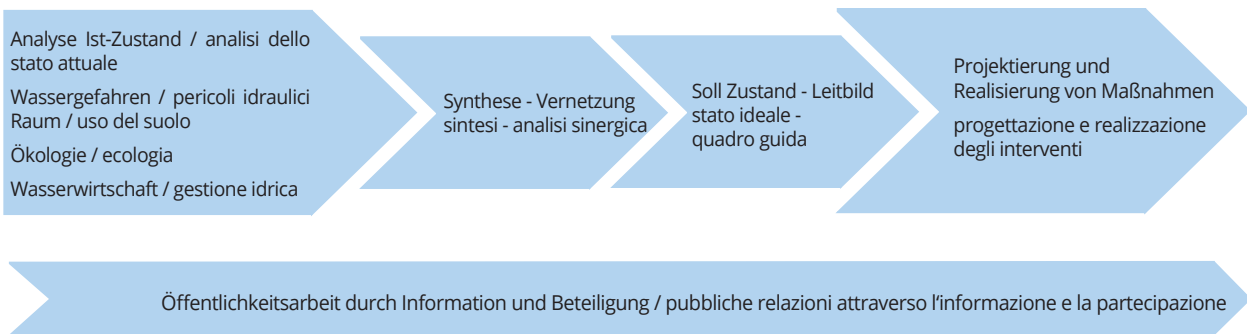 Analyse Ist-Zustand / analisi dello
stato attuale
Wassergefahren / pericoli idraulici
Raum / uso del suolo
Ökologie / ecologia
Wasserwirtschaft / gestione idrica
Synthese - Vernetzung
sintesi - analisi sinergica
Soll Zustand - Leitbild
stato ideale -
quadro guida
Projektierung und
Realisierung von Maßnahmen
progettazione e realizzazione
degli interventi
Öffentlichkeitsarbeit durch Information und Beteiligung / pubbliche relazioni attraverso l'informazione e la partecipazione